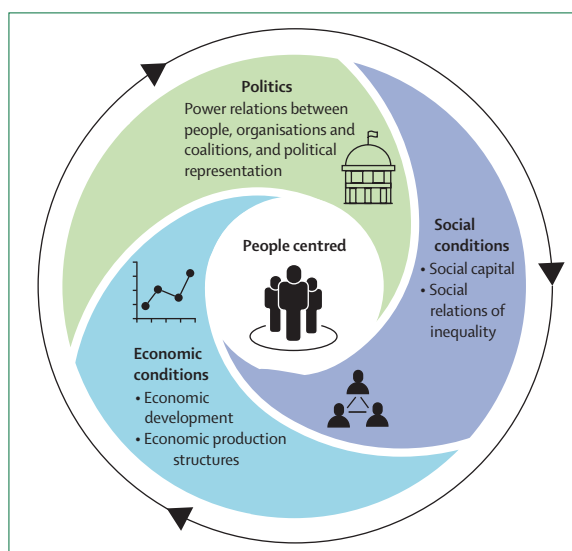 Politics
Power relations between
people, organisations and
coalitions, and political
representation
People centred
Social
conditions
• Social capital
• Social
relations of
inequality
Economic
conditions
• Economic
development
• Economic production
structures